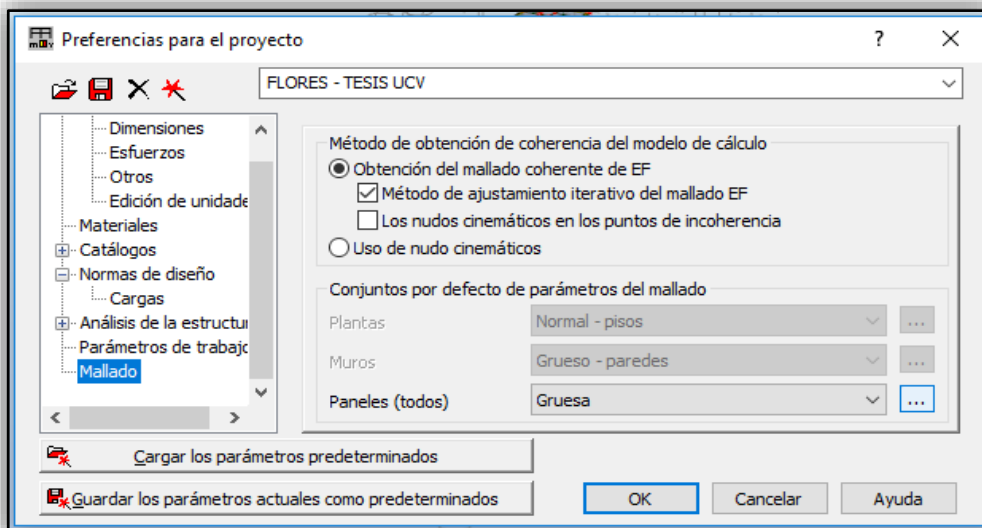 Preferencias para el proyecto
?
FLORES - TESIS UCV
Dimensiones
Esfuerzos
Otros
Edición de unidade
Materiales
Catálogos
Normas de diseño
Cargas
Análisis de la estructu
Parámetros de trabajo
Mallado
Método de obtención de coherencia del modelo de cálculo
Obtención del mallado coherente de EF
Método de ajustamiento iterativo del mallado EF
Los nudos cinemáticos en los puntos de incoherencia
Uso de nudo cinemáticos
Conjuntos por defecto de parámetros del mallado
Plantas Normal - pisos ...
Muros Grueso - paredes ...
Paneles (todos) Gruesa ...
Cargar los parámetros predeterminados
Guardar los parámetros actuales como predeterminados
OK Cancelar Ayuda